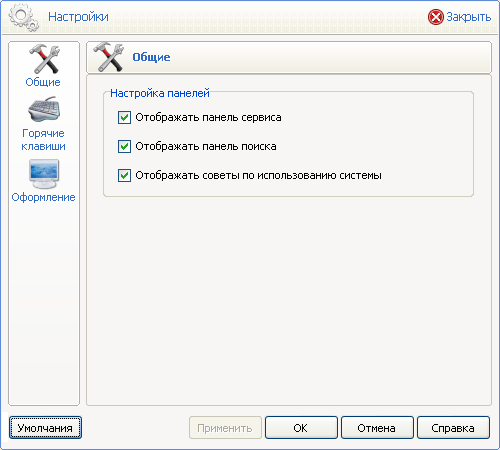 Настройки
Закрыть
Общие
Горячие
клавиши
Оформление
Общие
Настройка панелей
Отображать панель сервиса
Отображать панель поиска
Отображать советы по использованию системы
Умолчания
Применить
ОК
Отмена
Справка